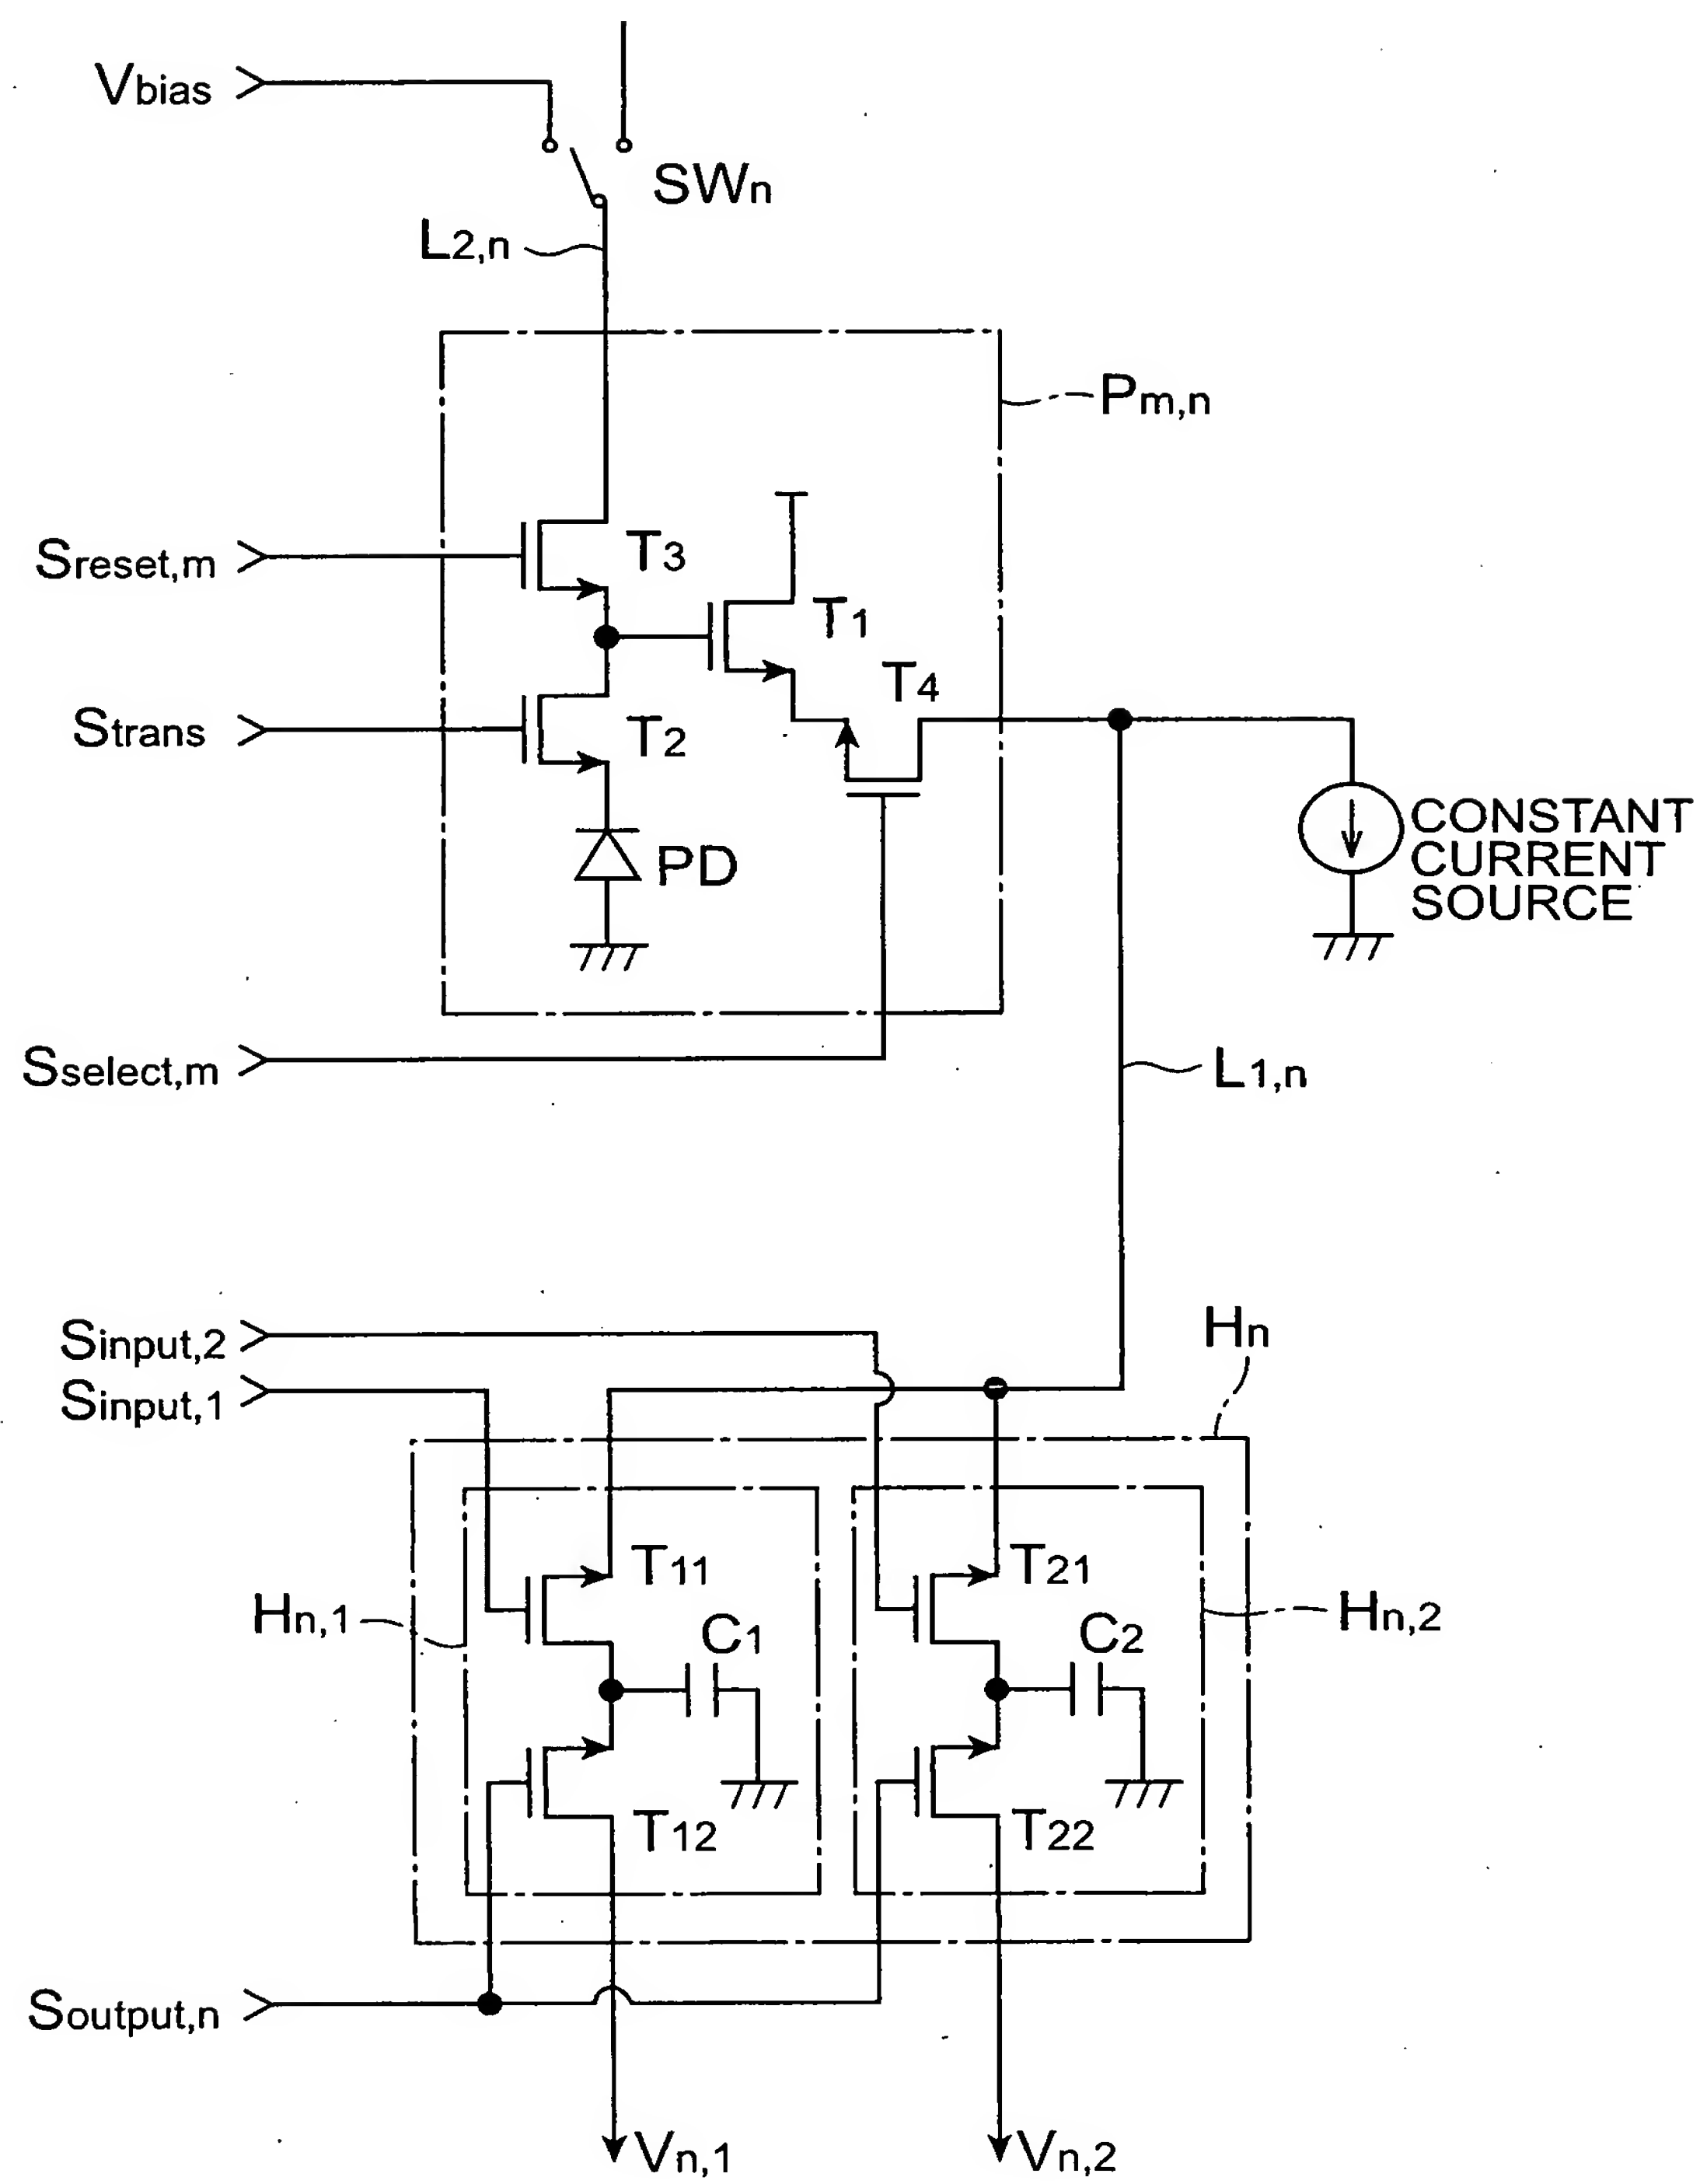 Vbias
SWn
L2,n
Pm,n
Sreset,m
T3
T1
T4
Strans
T2
PD
CONSTANT
CURRENT
SOURCE
Sselect,m
L1,n
Sinput,2
Hn
Sinput,1
T11
T21
Hn,1
C1
C2
Hn,2
T12
T22
Soutput,n
Vn,1
Vn,2